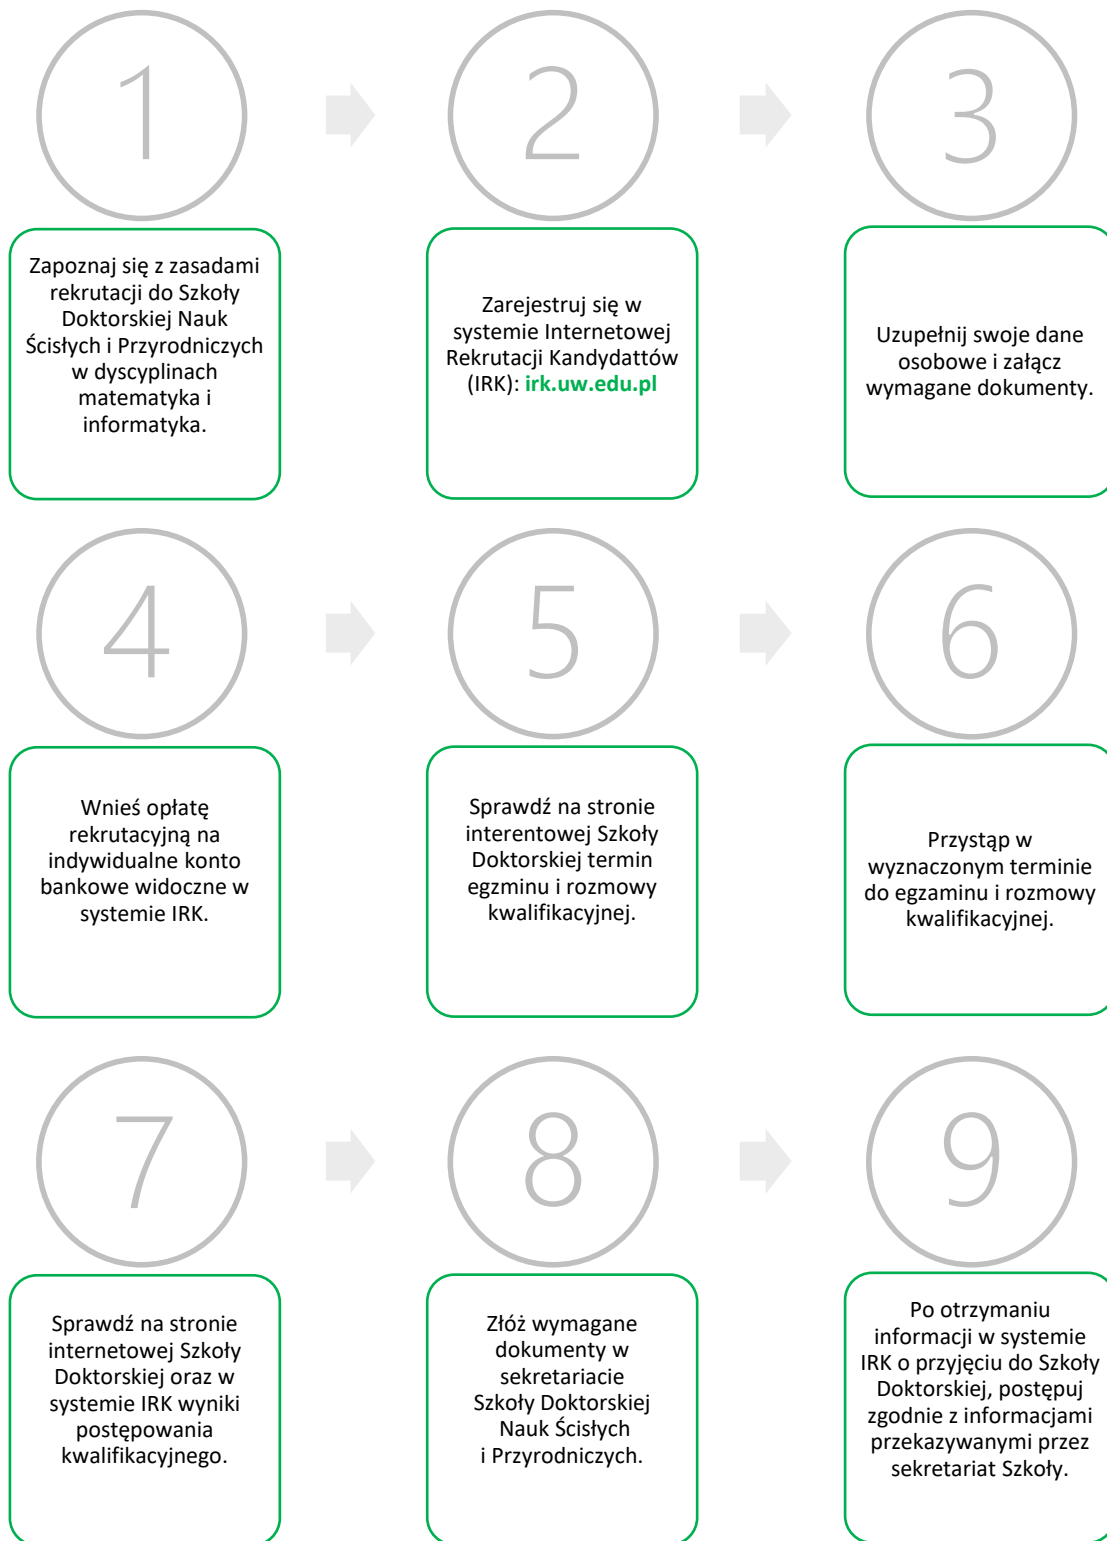 1
2
3
Zapoznaj się z zasadami
rekrutacji do Szkoły
Doktorskiej Nauk
Ścisłych i Przyrodniczych
w dyscyplinach
matematyka i
informatyka.
Zarejestruj się w
systemie Internetowej
Rekrutacji Kandydattów
(IRK): irk.uw.edu.pl
Uzupełnij swoje dane
osobowe i załącz
wymagane dokumenty.
4
5
6
Wnieś opłatę
rekrutacyjną na
indywidualne konto
bankowe widoczne w
systemie IRK.
Sprawdź na stronie
interentowej Szkoły
Doktorskiej termin
egzminu i rozmowy
kwalifikacyjnej.
Przystąp w
wyznaczonym terminie
do egzaminu i rozmowy
kwalifikacyjnej.
7
8
9
Sprawdź na stronie
internetowej Szkoły
Doktorskiej oraz w
systemie IRK wyniki
postępowania
kwalifikacyjnego.
Złóż wymagane
dokumenty w
sekretariacie
Szkoły Doktorskiej
Nauk Ścisłych
i Przyrodniczych.
Po otrzymaniu
informacji w systemie
IRK o przyjęciu do Szkoły
Doktorskiej, postępuj
zgodnie z informacjami
przekazywanymi przez
sekretariat Szkoły.